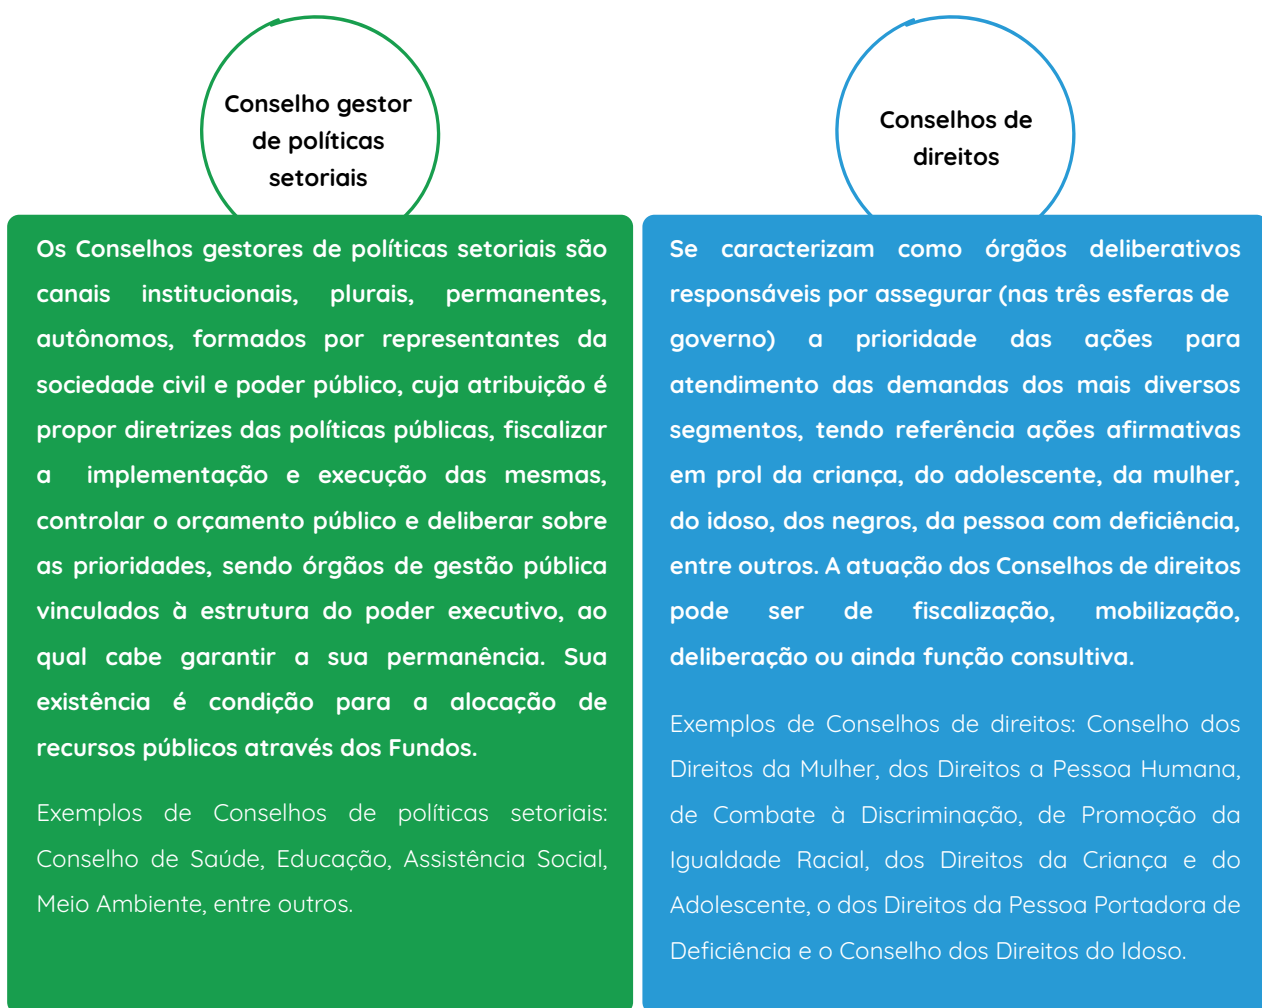 Conselho gestor
de políticas
setoriais
Os Conselhos gestores de políticas setoriais são
canais institucionais, plurais, permanentes,
autônomos, formados por representantes da
sociedade civil e poder público, cuja atribuição é
propor diretrizes das políticas públicas, fiscalizar
a implementação e execução das mesmas,
controlar o orçamento público e deliberar sobre
as prioridades, sendo órgãos de gestão pública
vinculados à estrutura do poder executivo, ao
qual cabe garantir a sua permanência. Sua
existência é condição para a alocação de
recursos públicos através dos Fundos.
Exemplos de Conselhos de políticas setoriais:
Conselho de Saúde, Educação, Assistência Social,
Meio Ambiente, entre outros.
Conselhos de
direitos
Se caracterizam como órgãos deliberativos
responsáveis por assegurar (nas três esferas de
governo) a prioridade das ações para
atendimento das demandas dos mais diversos
segmentos, tendo referência ações afirmativas
em prol da criança, do adolescente, da mulher,
do idoso, dos negros, da pessoa com deficiência,
entre outros. A atuação dos Conselhos de direitos
pode ser de fiscalização, mobilização,
deliberação ou ainda função consultiva.
Exemplos de Conselhos de direitos: Conselho dos
Direitos da Mulher, dos Direitos a Pessoa Humana,
de Combate à Discriminação, de Promoção da
Igualdade Racial, dos Direitos da Criança e do
Adolescente, o dos Direitos da Pessoa Portadora de
Deficiência e o Conselho dos Direitos do Idoso.